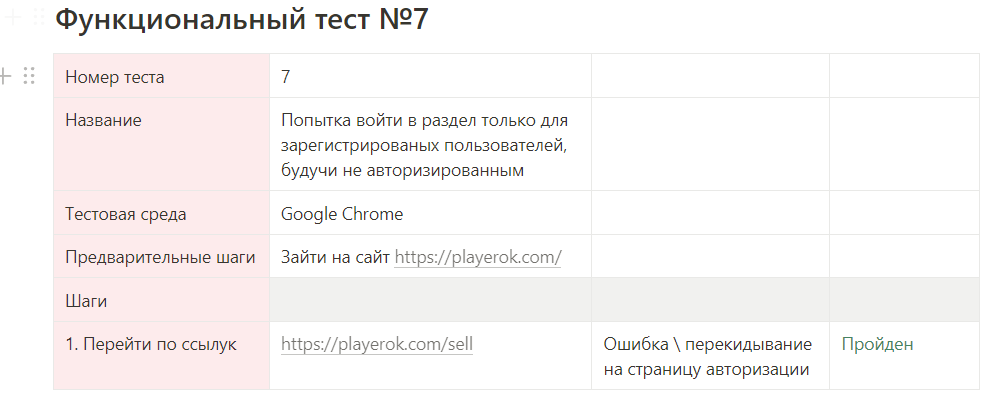 Функциональный тест №7
Номер теста 7
Название Попытка войти в раздел только для
зарегистрированых пользователей,
будучи не авторизированным
Тестовая среда Google Chrome
Предварительные шаги Зайти на сайт https://playerok.com/
Шаги
1. Перейти по ссылук https://playerok.com/sell Ошибка \ перекидывание Пройден
на страницу авторизации